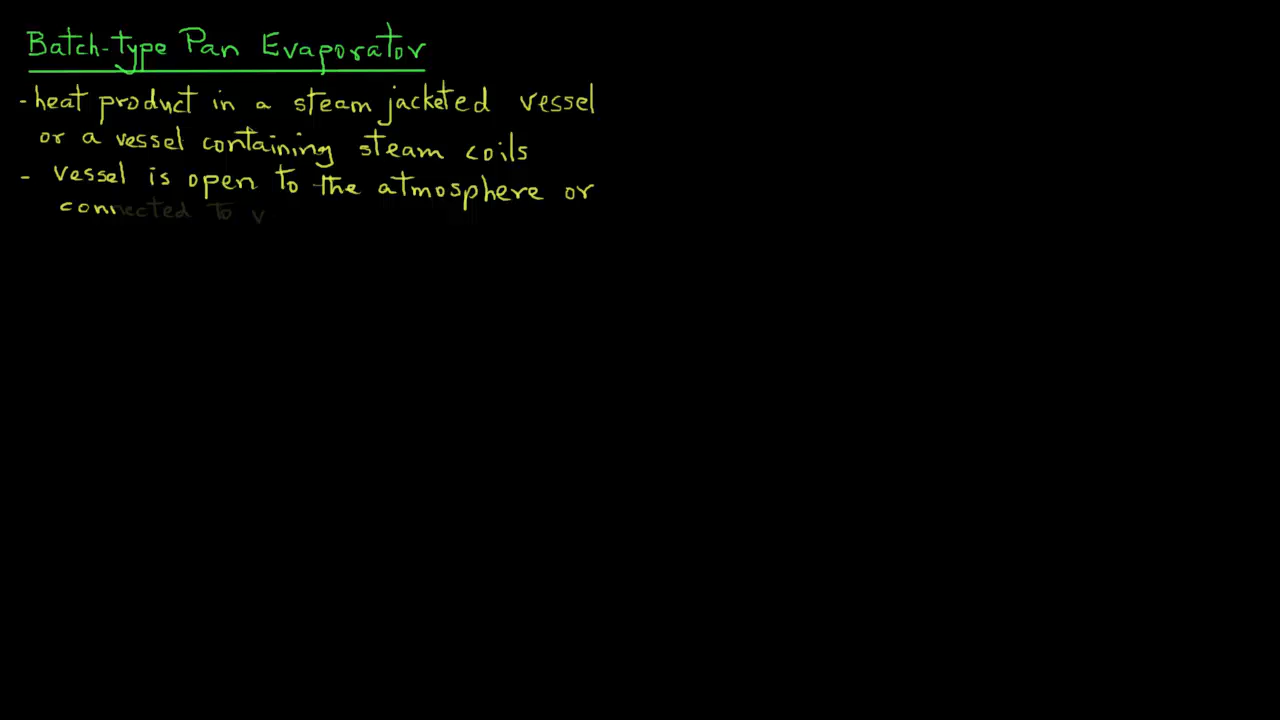 Batch-type Pan Evaporator
- heat product in a steam jacketed vessel
or a vessel containing steam coils
- vessel is open to the atmosphere or
connected to v